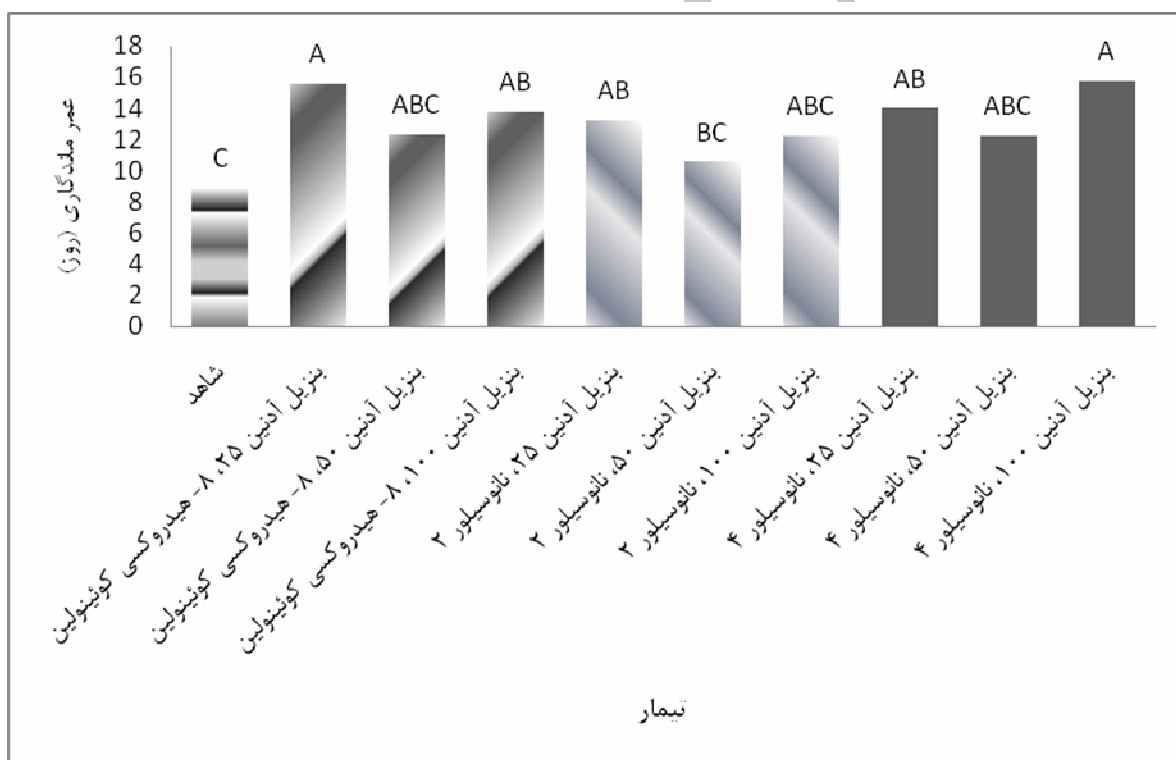 عمر ماندگاری (روز)
18
16
14
12
10
8
6
4
2
0
C
A
ABC
AB
AB
BC
ABC
AB
ABC
A
شاهد
بنزیل آدنین ۲۵، ۸- هیدروکسی کوئینولین
بنزیل آدنین ۵۰، ۸- هیدروکسی کوئینولین
بنزیل آدنین ۱۰۰، ۸- هیدروکسی کوئینولین
بنزیل آدنین ۲۵، نانوسیلور ۲
بنزیل آدنین ۵۰، نانوسیلور ۲
بنزیل آدنین ۱۰۰، نانوسیلور ۲
بنزیل آدنین ۲۵، نانوسیلور ۴
بنزیل آدنین ۵۰، نانوسیلور ۴
بنزیل آدنین ۱۰۰، نانوسیلور ۴
تیمار